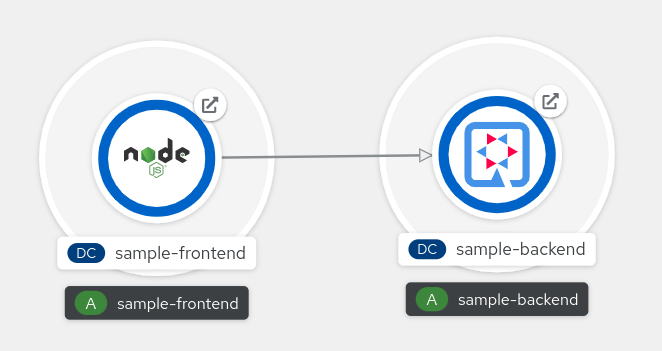 node
JS
DC sample-frontend
A sample-frontend
DC sample-backend
A sample-backend